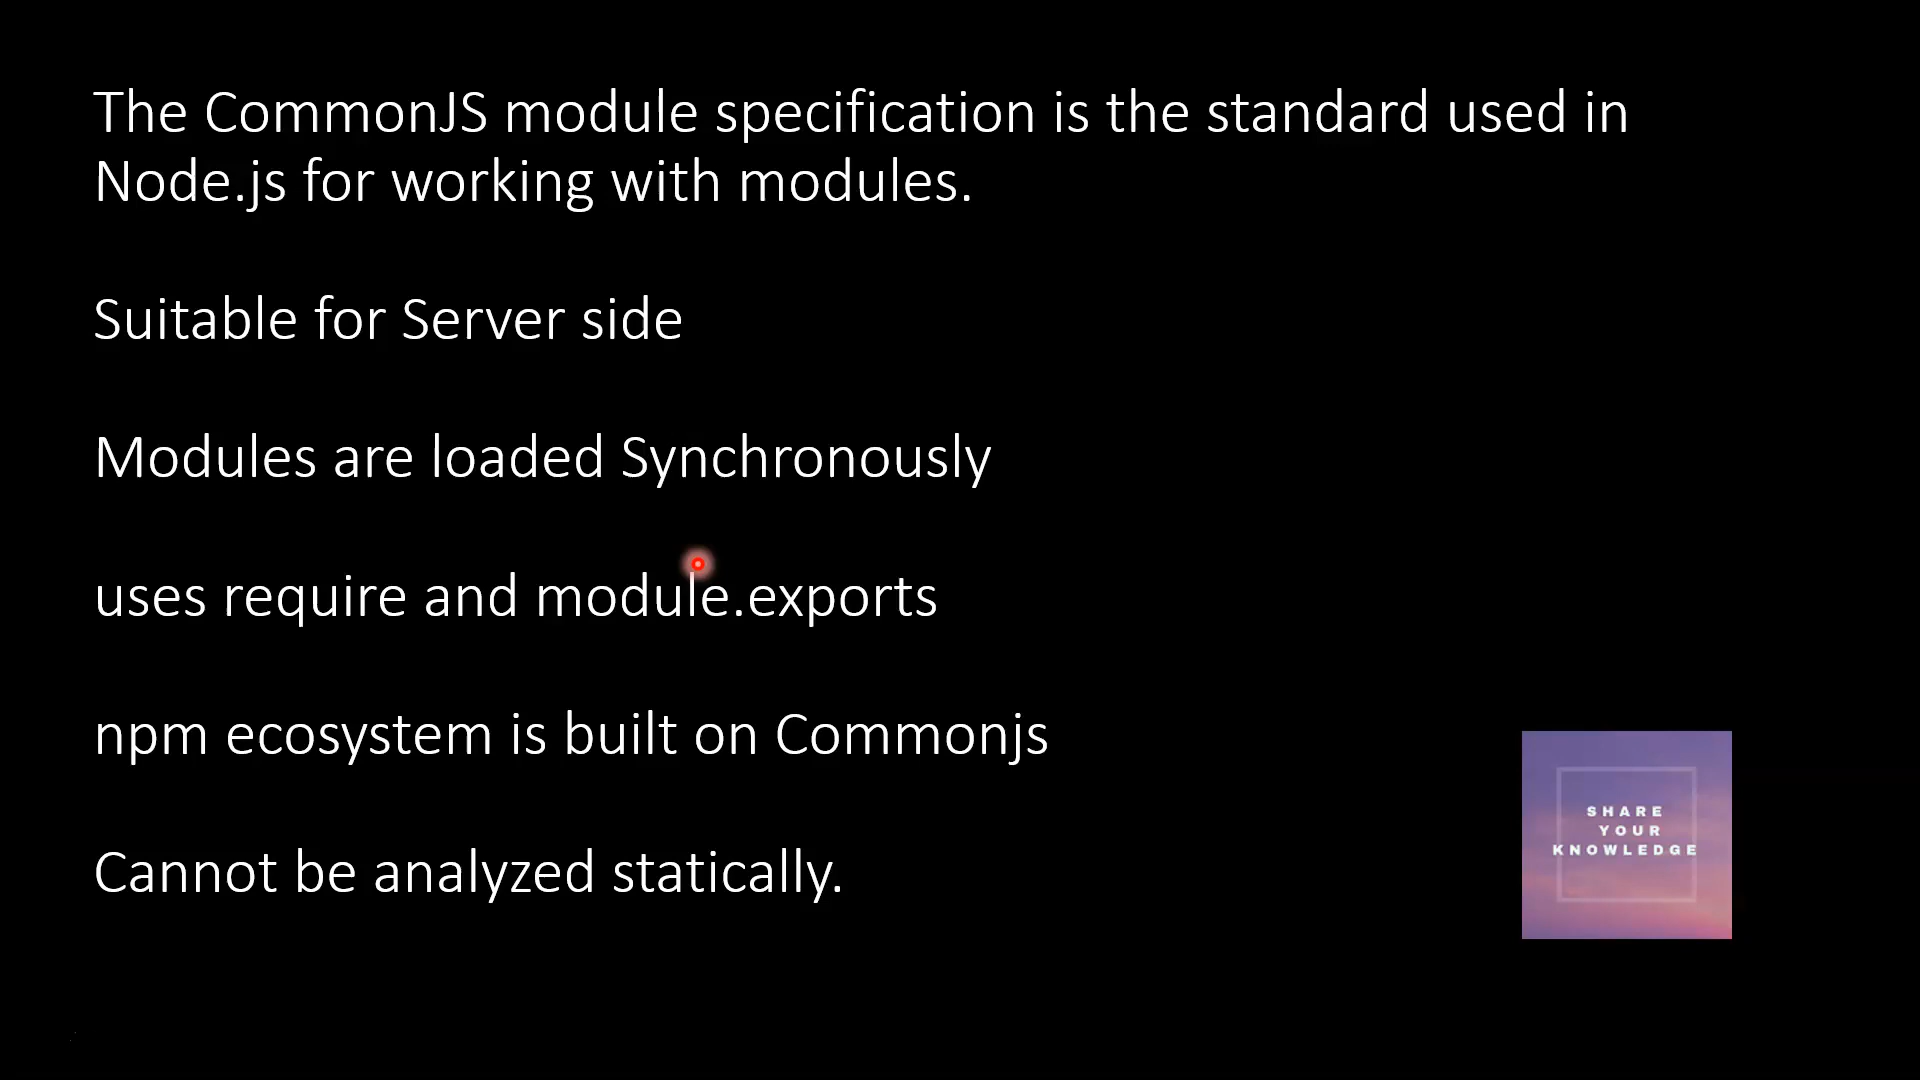 The CommonJS module specification is the standard used in
Node.js for working with modules.
Suitable for Server side
Modules are loaded Synchronously
uses require and module.exports
npm ecosystem is built on Commonjs
Cannot be analyzed statically.
SHARE
YOUR
KNOWLEDGE